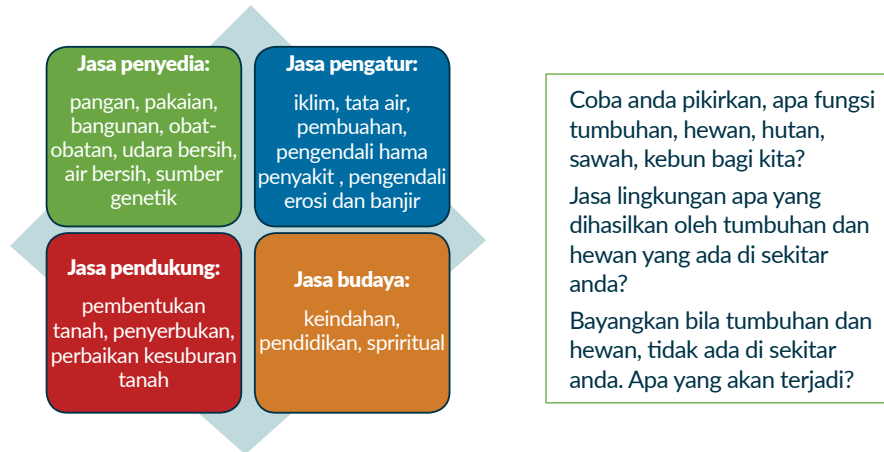 Jasa penyedia:
pangan, pakaian,
bangunan, obat-
obatan, udara bersih,
air bersih, sumber
genetik
Jasa pengatur:
iklim, tata air,
pembuahan,
pengendali hama
penyakit , pengendali
erosi dan banjir
Jasa pendukung:
pembentukan
tanah, penyerbukan,
perbaikan kesuburan
tanah
Jasa budaya:
keindahan,
pendidikan, spriritual
Coba anda pikirkan, apa fungsi
tumbuhan, hewan, hutan,
sawah, kebun bagi kita?
Jasa lingkungan apa yang
dihasilkan oleh tumbuhan dan
hewan yang ada di sekitar
anda?
Bayangkan bila tumbuhan dan
hewan, tidak ada di sekitar
anda. Apa yang akan terjadi?